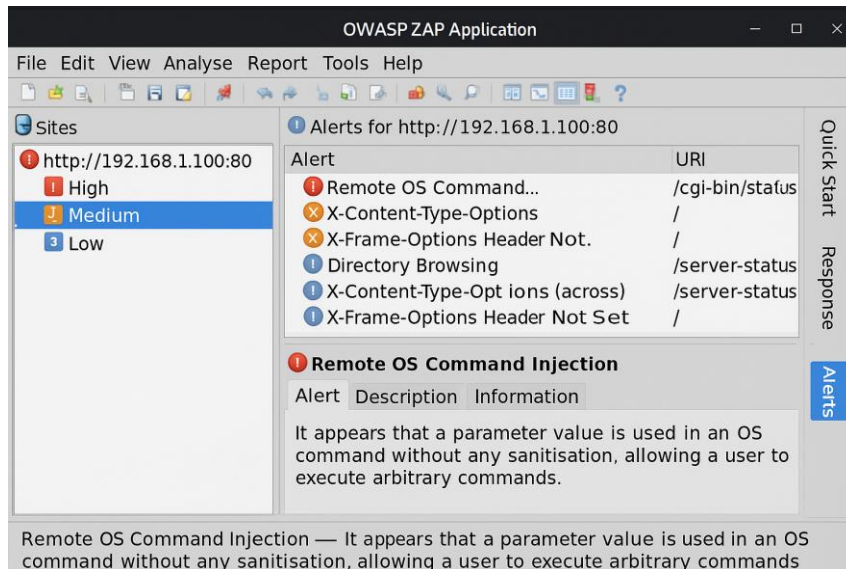 OWASP ZAP Application
File Edit View Analyse Report Tools Help
Sites
http://192.168.1.100:80
High
Medium
3 Low
Alerts for http://192.168.1.100:80
Alert URI
Remote OS Command... /cgi-bin/status
X-Content-Type-Options /
X-Frame-Options Header Not. /
Directory Browsing /server-status
X-Content-Type-Opt ions (across) /server-status
X-Frame-Options Header Not Set /
Remote OS Command Injection
Alert Description Information
It appears that a parameter value is used in an OS
command without any sanitisation, allowing a user to
execute arbitrary commands.
Quick Start
Response
Alerts
Remote OS Command Injection — It appears that a parameter value is used in an OS
command without any sanitisation, allowing a user to execute arbitrary commands